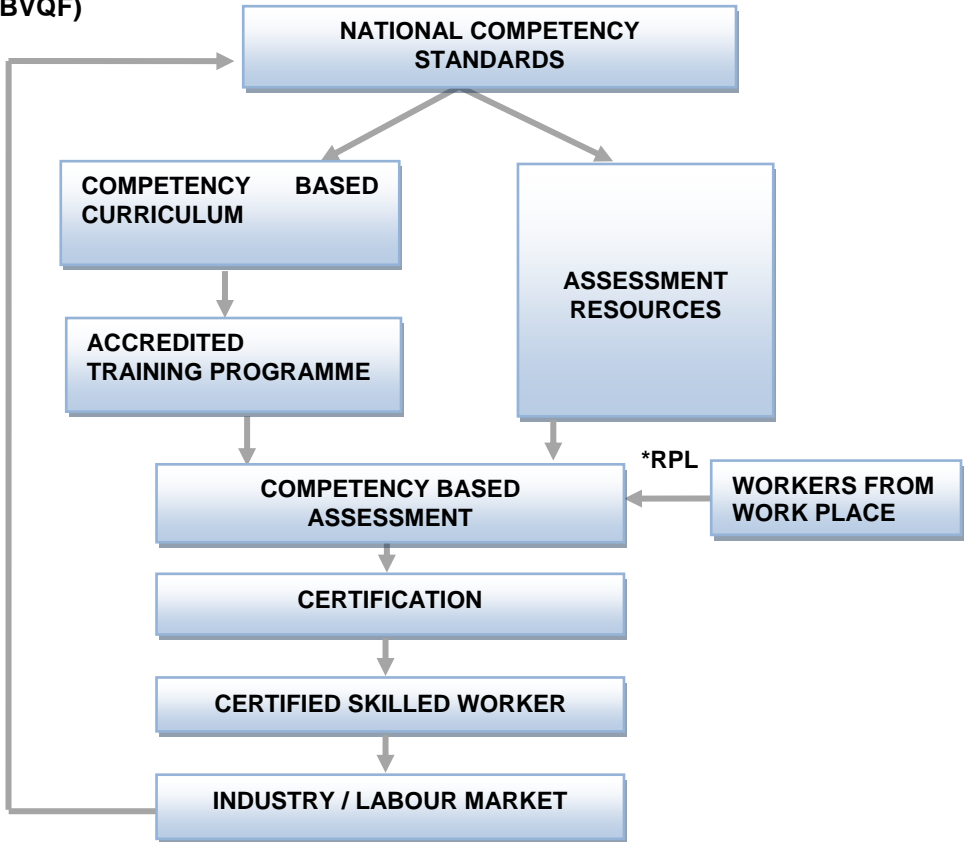 BVQF)
NATIONAL COMPETENCY
STANDARDS
COMPETENCY BASED
CURRICULUM
ASSESSMENT
RESOURCES
ACCREDITED
TRAINING PROGRAMME
*RPL
WORKERS FROM
WORK PLACE
COMPETENCY BASED
ASSESSMENT
CERTIFICATION
CERTIFIED SKILLED WORKER
INDUSTRY / LABOUR MARKET